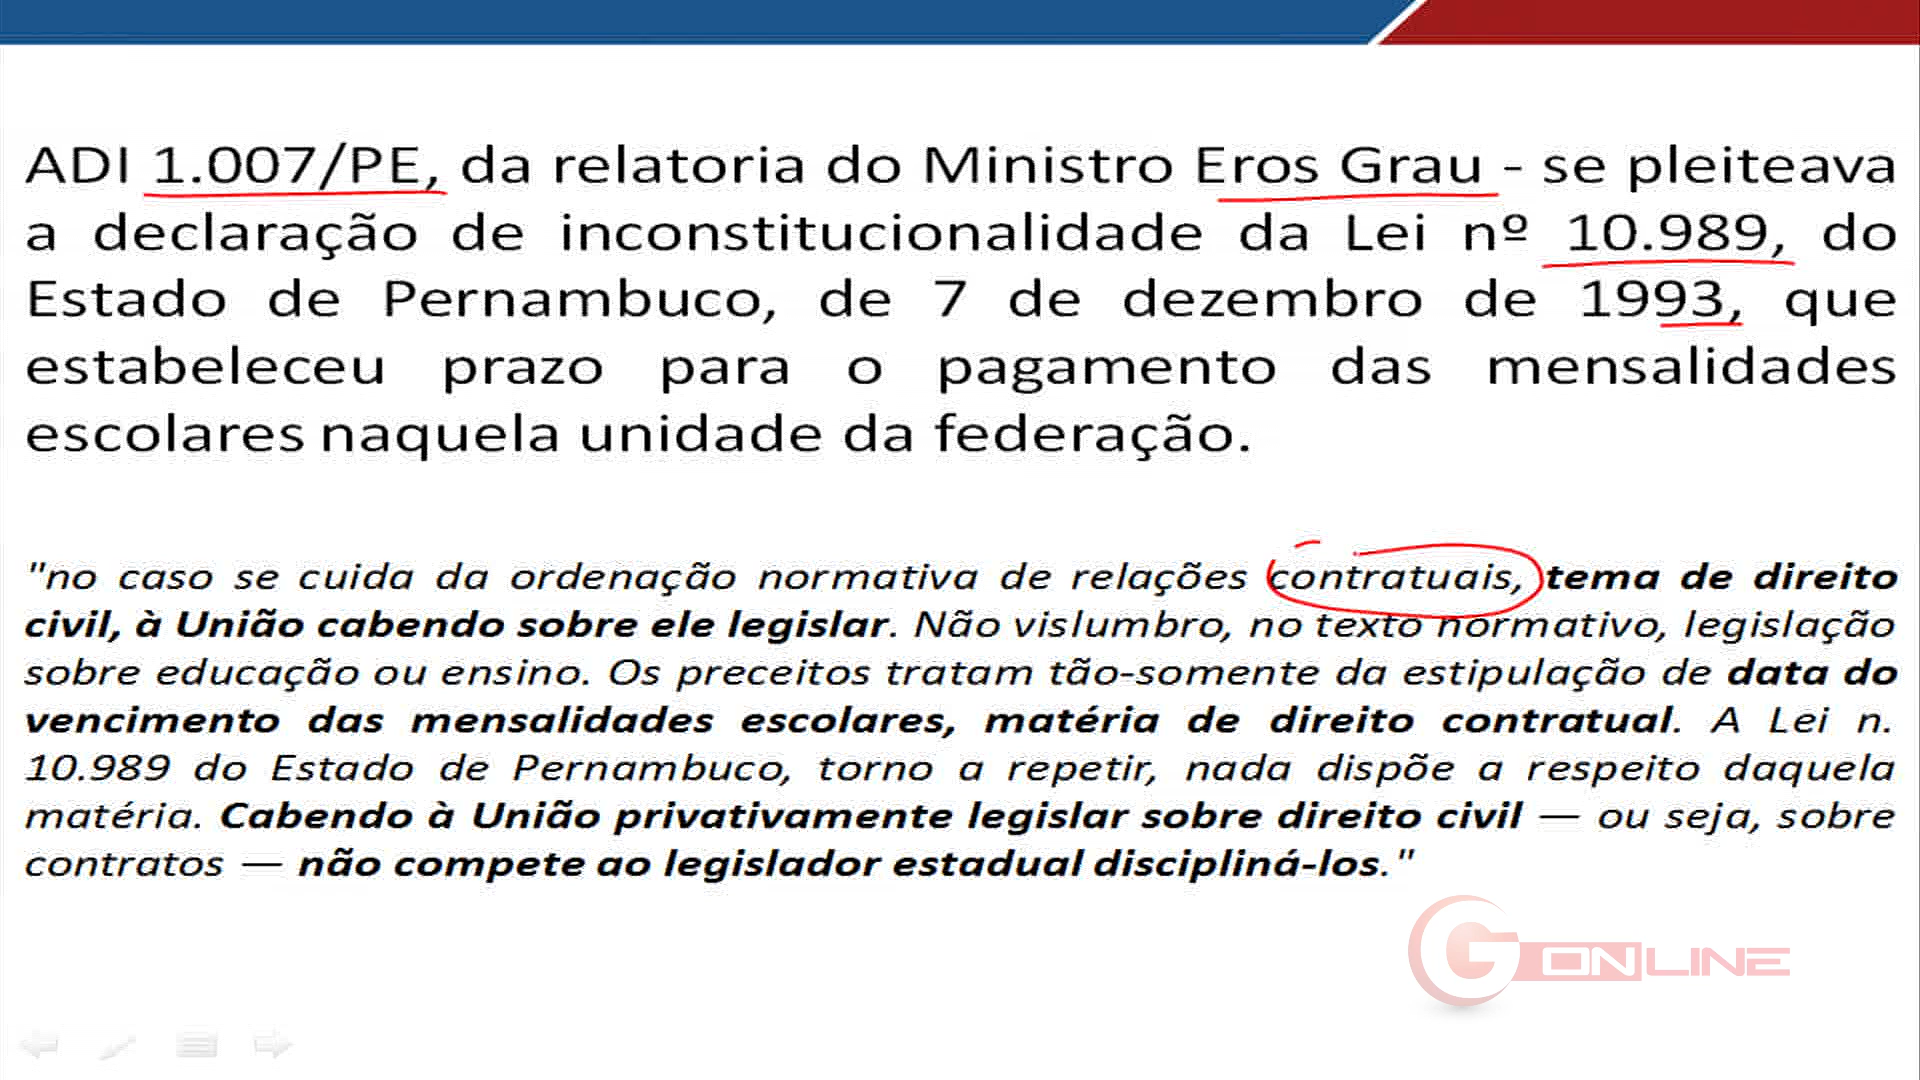 ADI 1.007/PE, da relatoria do Ministro Eros Grau - se pleiteava
a declaração de inconstitucionalidade da Lei nº 10.989, do
Estado de Pernambuco, de 7 de dezembro de 1993, que
estabeleceu prazo para o pagamento das mensalidades
escolares naquela unidade da federação.
"no caso se cuida da ordenação normativa de relações contratuais, tema de direito
civil, à União cabendo sobre ele legislar. Não vislumbro, no texto normativo, legislação
sobre educação ou ensino. Os preceitos tratam tão-somente da estipulação de data do
vencimento das mensalidades escolares, matéria de direito contratual. A Lei n.
10.989 do Estado de Pernambuco, torno a repetir, nada dispõe a respeito daquela
matéria. Cabendo à União privativamente legislar sobre direito civil — ou seja, sobre
contratos — não compete ao legislador estadual discipliná-los."
G ONLINE